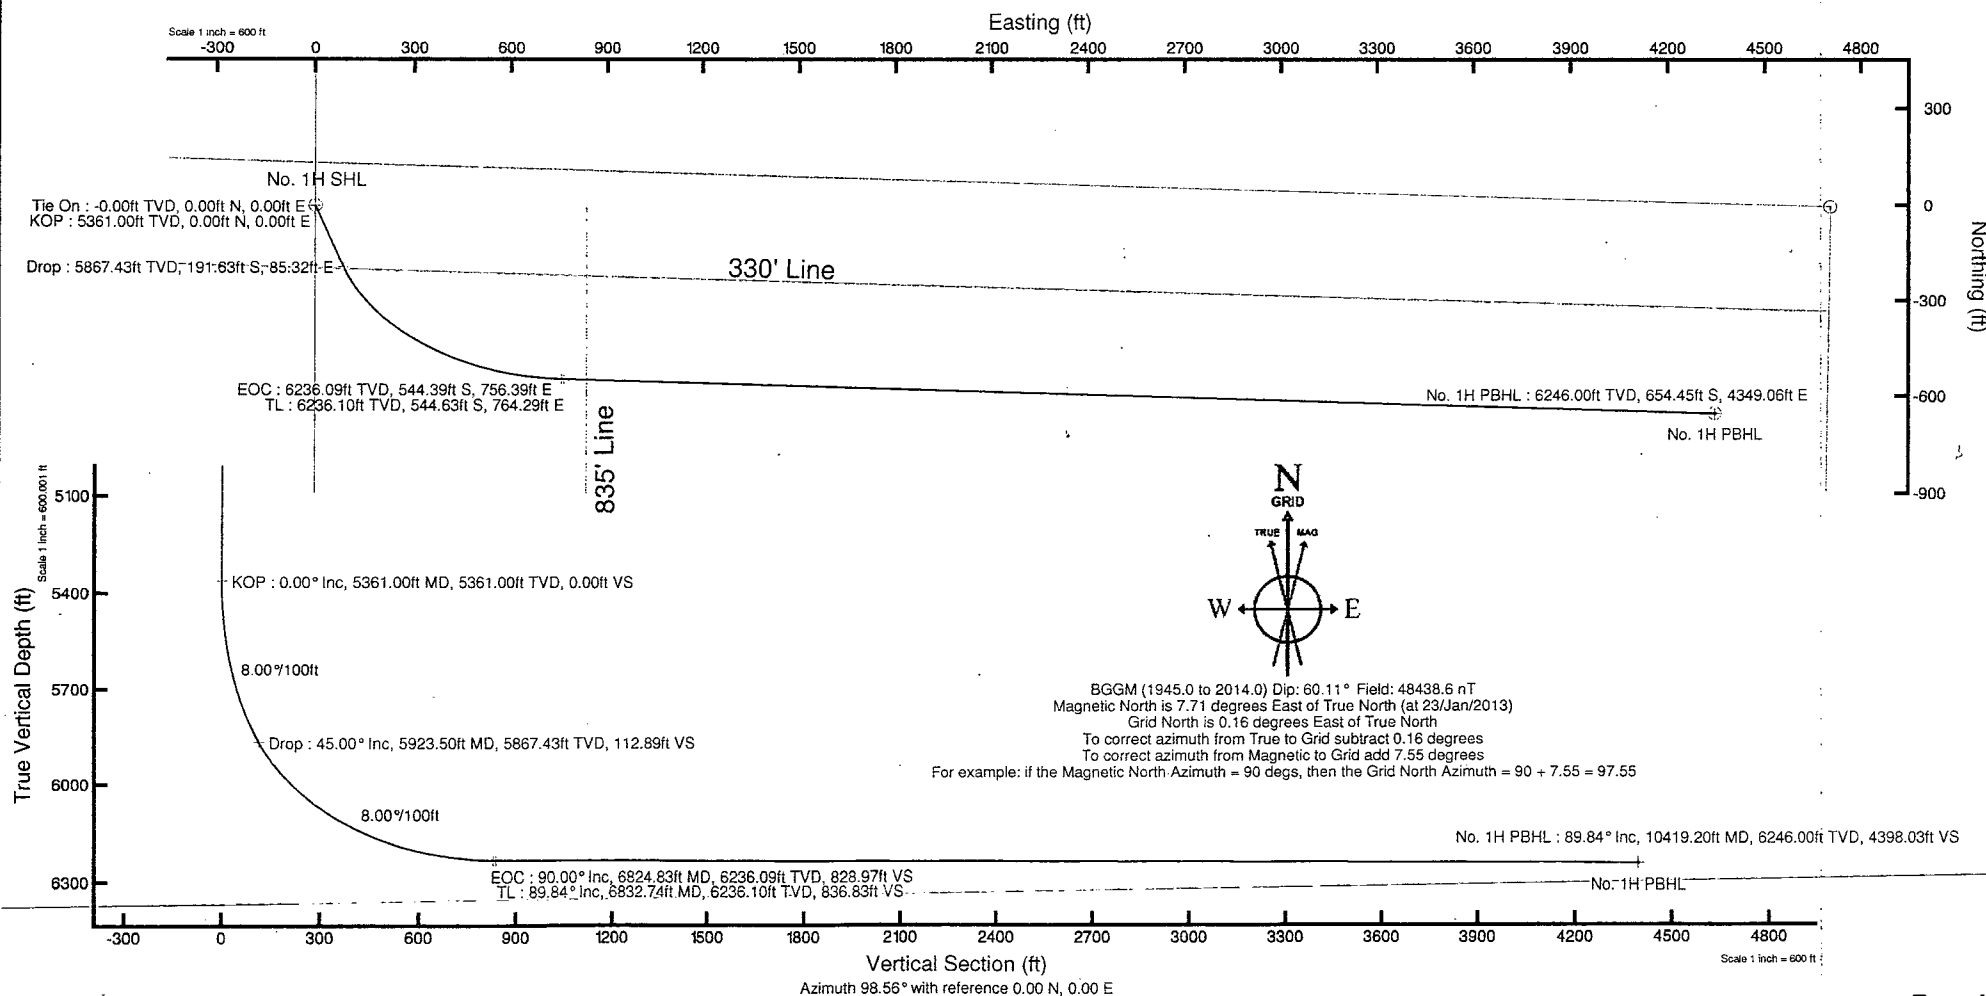 Easting (ft)
Scale 1 inch = 600 ft
-300 0 300 600 900 1200 1500 1800 2100 2400 2700 3000 3300 3600 3900 4200 4500 4800
300
No. 1H SHL
Tie On : -0.00ft TVD, 0.00ft N, 0.00ft E
0
KOP : 5361.00ft TVD, 0.00ft N, 0.00ft E
Northing (ft)
Drop : 5867.43ft TVD, 191.63ft S, 85.32ft E
330' Line
-300
EOC : 6236.09ft TVD, 544.39ft S, 756.39ft E
TL : 6236.10ft TVD, 544.63ft S, 764.29ft E
No. 1H PBHL : 6246.00ft TVD, 654.45ft S, 4349.06ft E
-600
835' Line
No. 1H PBHL
-900
Scale 1 inch = 600.001 ft
True Vertical Depth (ft)
5100
5400
5700
6000
6300
N
GRID
TRUE MAG
W E
KOP : 0.00° Inc, 5361.00ft MD, 5361.00ft TVD, 0.00ft VS
8.00°/100ft
Drop : 45.00° Inc, 5923.50ft MD, 5867.43ft TVD, 112.89ft VS
8.00°/100ft
BGGM (1945.0 to 2014.0) Dip: 60.11° Field: 48438.6 nT
Magnetic North is 7.71 degrees East of True North (at 23/Jan/2013)
Grid North is 0.16 degrees East of True North
To correct azimuth from True to Grid subtract 0.16 degrees
To correct azimuth from Magnetic to Grid add 7.55 degrees
For example: if the Magnetic North Azimuth = 90 degs, then the Grid North Azimuth = 90 + 7.55 = 97.55
No. 1H PBHL : 89.84° Inc, 10419.20ft MD, 6246.00ft TVD, 4398.03ft VS
EOC : 90.00° Inc, 6824.83ft MD, 6236.09ft TVD, 828.97ft VS
TL : 89.84° Inc, 6832.74ft MD, 6236.10ft TVD, 836.83ft VS
No. 1H PBHL
-300 0 300 600 900 1200 1500 1800 2100 2400 2700 3000 3300 3600 3900 4200 4500 4800
Vertical Section (ft)
Scale 1 inch = 600 ft
Azimuth 98.56° with reference 0.00 N, 0.00 E